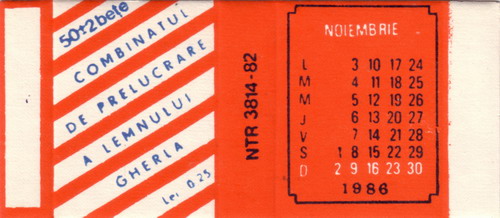 50+2 bețe
COMBINATUL
DE PRELUCRARE
A LEMNULUI
GHERLA
Lei 0.25
NTR 3814-82
NOIEMBRIE
L 3 10 17 24
M 4 11 18 25
M 5 12 19 26
J 6 13 20 27
V 7 14 21 28
S 1 8 15 22 29
D 2 9 16 23 30
1986